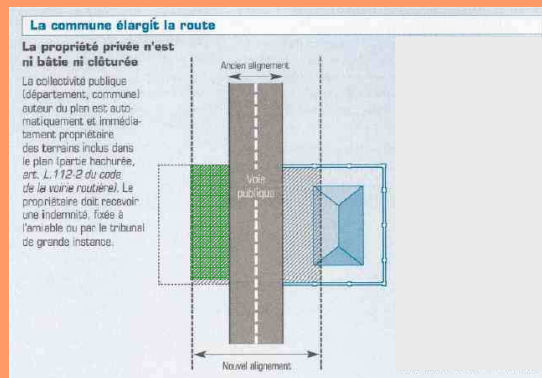 La commune élargit la route
La propriété privée n'est
ni bâtie ni clôturée
La collectivité publique
(département, commune)
auteur du plan est auto-
matiquement et immédia-
tement propriétaire
des terrains inclus dans
le plan (partie hachurée,
art. L.112-2 du code
de la voirie routière). Le
propriétaire doit recevoir
une indemnité, fixée à
l'amiable ou par le tribunal
de grande instance.
Ancien alignement
Voie
publique
Nouvel alignement